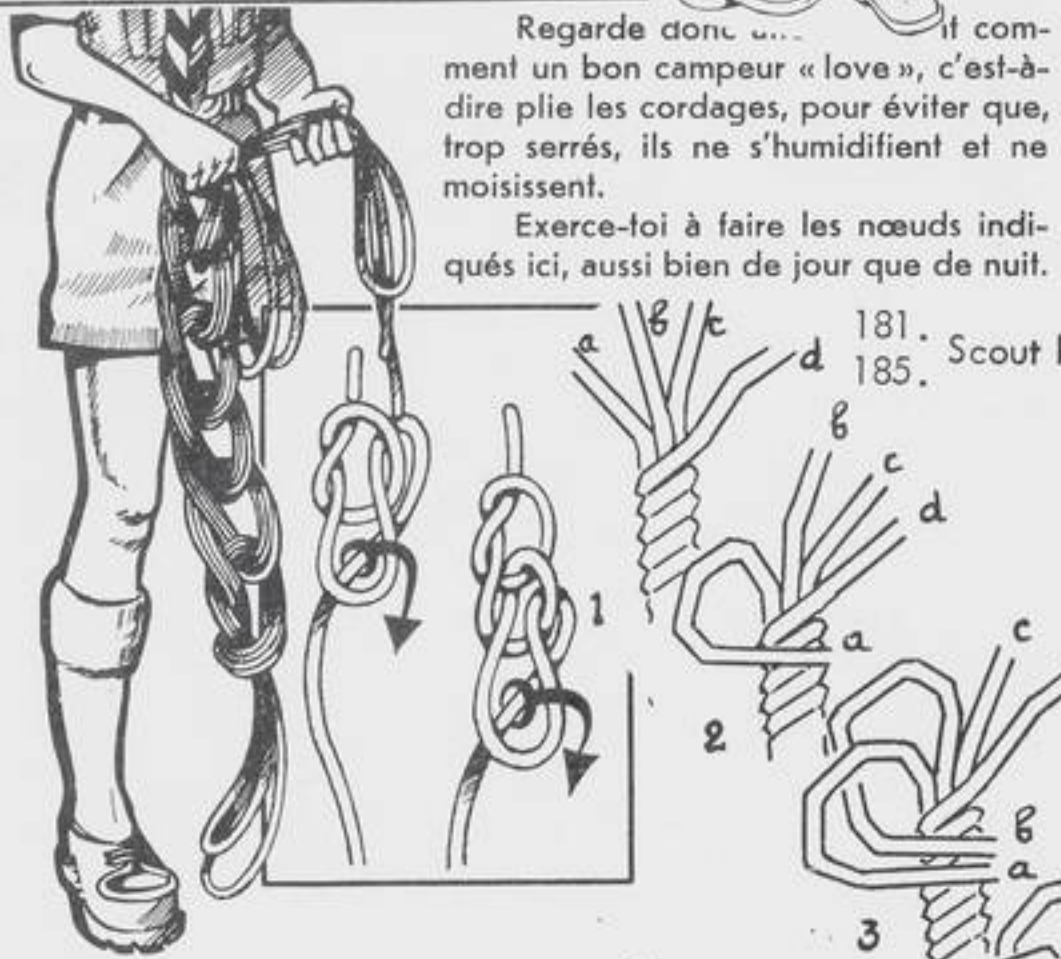 Regarde donc
com-
ment un bon campeur « love », c'est-à-
dire plie les cordages, pour éviter que,
trop serrés, ils ne s'humidifient et ne
moisissent.
Exerce-toi à faire les nœuds indi-
qués ici, aussi bien de jour que de nuit.
181.
185.
Scout
a b c d
b c d
a
1
2
c
b
a
3